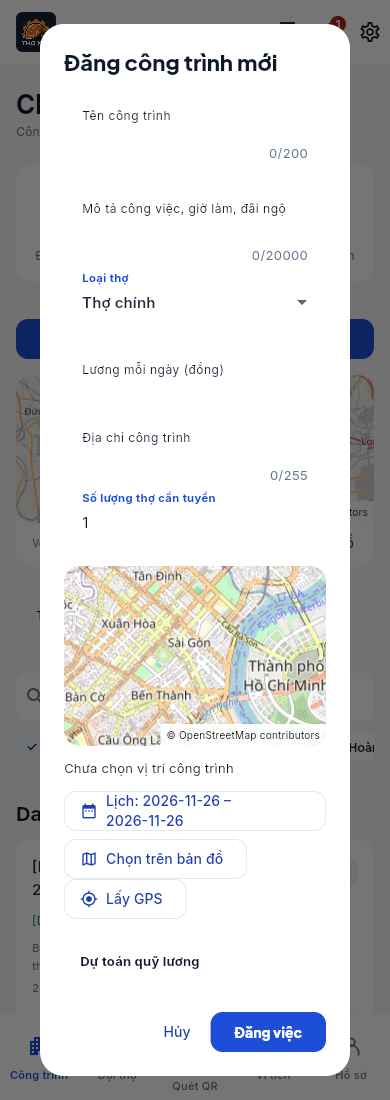 Đăng công trình mới
Tên công trình
0/200
Mô tả công việc, giờ làm, đãi ngộ
0/20000
Loại thợ
Thợ chính
Lương mỗi ngày (đồng)
Địa chỉ công trình
0/255
Số lượng thợ cần tuyển
1
Tân Định
Xuân Hòa
Sài Gòn
Thành phố
Hồ Chí Minh
Bàn Cờ
Bến Thành
© OpenStreetMap contributors
Chưa chọn vị trí công trình
Lịch: 2026-11-26 –
2026-11-26
Chọn trên bản đồ
Lấy GPS
Dự toán quỹ lương
Hủy
Đăng việc
Công trình
Quét QR
Hồ sơ